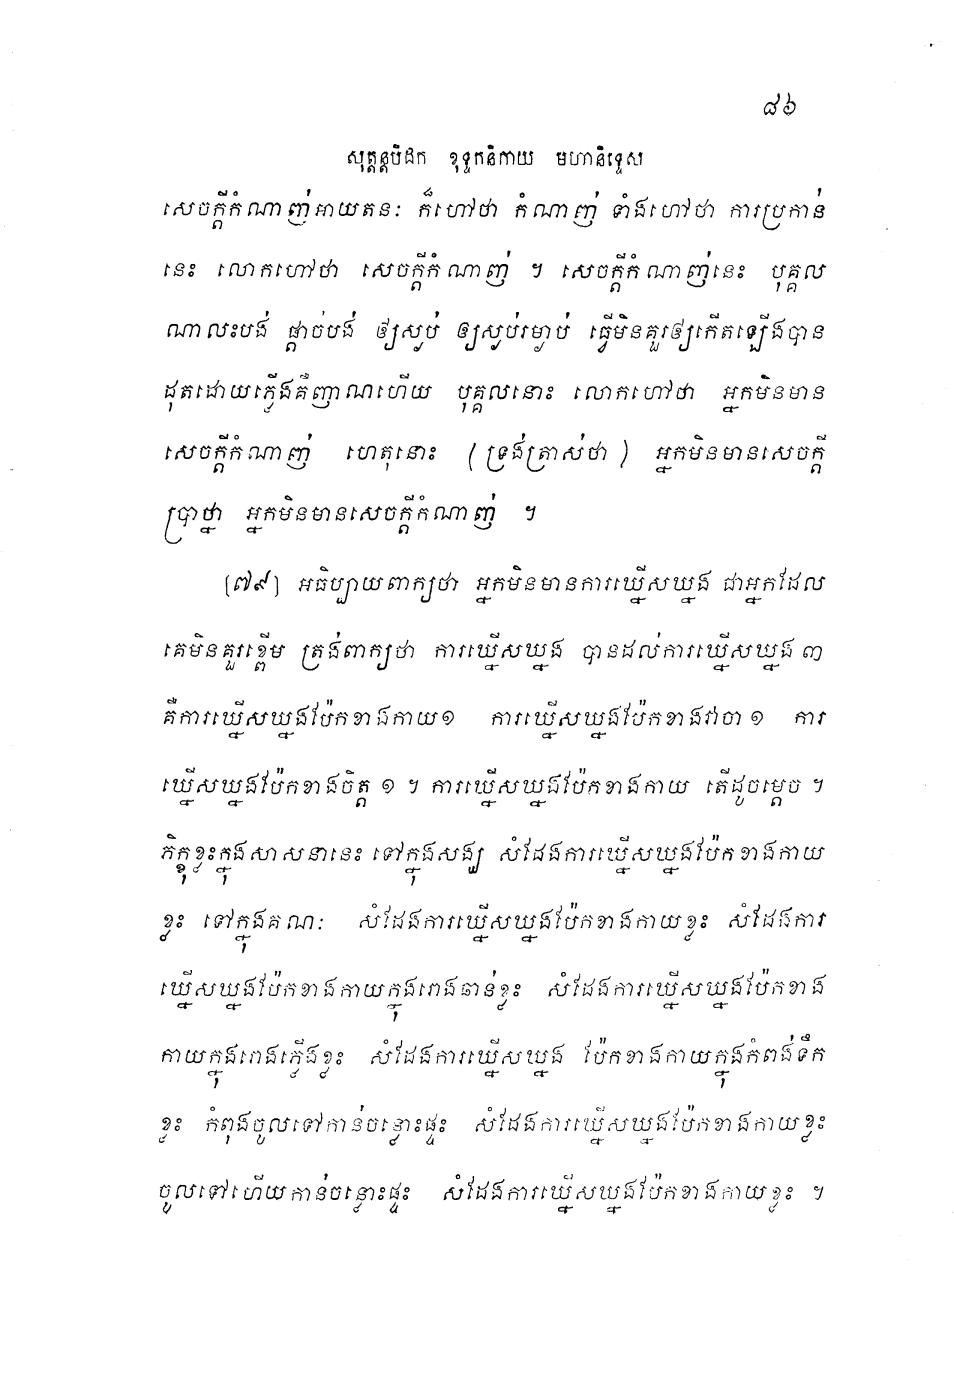 ៨៦
សុត្តន្តបិដក ខុទ្ទកនិកាយ មហានិទ្ទេស
សេចក្តីកំណាញ់អាយតនៈ ក៏ហៅថា កំណាញ់ ទាំងហៅថា ការប្រកាន់
នេះ លោកហៅថា សេចក្តីកំណាញ់ ។ សេចក្តីកំណាញ់នេះ បុគ្គល
ណាលះបង់ ផ្តាច់បង់ ឲ្យស្ងប់ ឲ្យស្ងប់រម្ងាប់ ធ្វើមិនគួរឲ្យកើតឡើងបាន
ដុតដោយភ្លើងគឺញាណហើយ បុគ្គលនោះ លោកហៅថា អ្នកមិនមាន
សេចក្តីកំណាញ់ ហេតុនោះ (ទ្រង់ត្រាស់ថា) អ្នកមិនមានសេចក្តី
ប្រាថ្នា អ្នកមិនមានសេចក្តីកំណាញ់ ។
[៧៩] អធិប្បាយពាក្យថា អ្នកមិនមានការឃ្នើសឃ្នង ជាអ្នកដែល
គេមិនគួរខ្ពើម ត្រង់ពាក្យថា ការឃ្នើសឃ្នង បានដល់ការឃ្នើសឃ្នង ៣
គឺការឃ្នើសឃ្នងប៉ែកខាងកាយ១ ការឃ្នើសឃ្នងប៉ែកខាងវាចា ១ ការ
ឃ្នើសឃ្នងប៉ែកខាងចិត្ត ១ ។ ការឃ្នើសឃ្នងប៉ែកខាងកាយ តើដូចម្តេច ។
ភិក្ខុខ្លះក្នុងសាសនានេះ ទៅក្នុងសង្ឃ សំដែងការឃ្នើសឃ្នងប៉ែកខាងកាយ
ខ្លះ ទៅក្នុងគណៈ សំដែងការឃ្នើសឃ្នងប៉ែកខាងកាយខ្លះ សំដែងការ
ឃ្នើសឃ្នងប៉ែកខាងកាយក្នុងរោងឆាន់ខ្លះ សំដែងការឃ្នើសឃ្នងប៉ែកខាង
កាយក្នុងរោងភ្លើងខ្លះ សំដែងការឃ្នើសឃ្នង ប៉ែកខាងកាយក្នុងកំពង់ទឹក
ខ្លះ កំពុងចូលទៅកាន់ចន្លោះផ្ទះ សំដែងការឃ្នើសឃ្នងប៉ែកខាងកាយខ្លះ
ចូលទៅហើយកាន់ចន្លោះផ្ទះ សំដែងការឃ្នើសឃ្នងប៉ែកខាងកាយខ្លះ ។